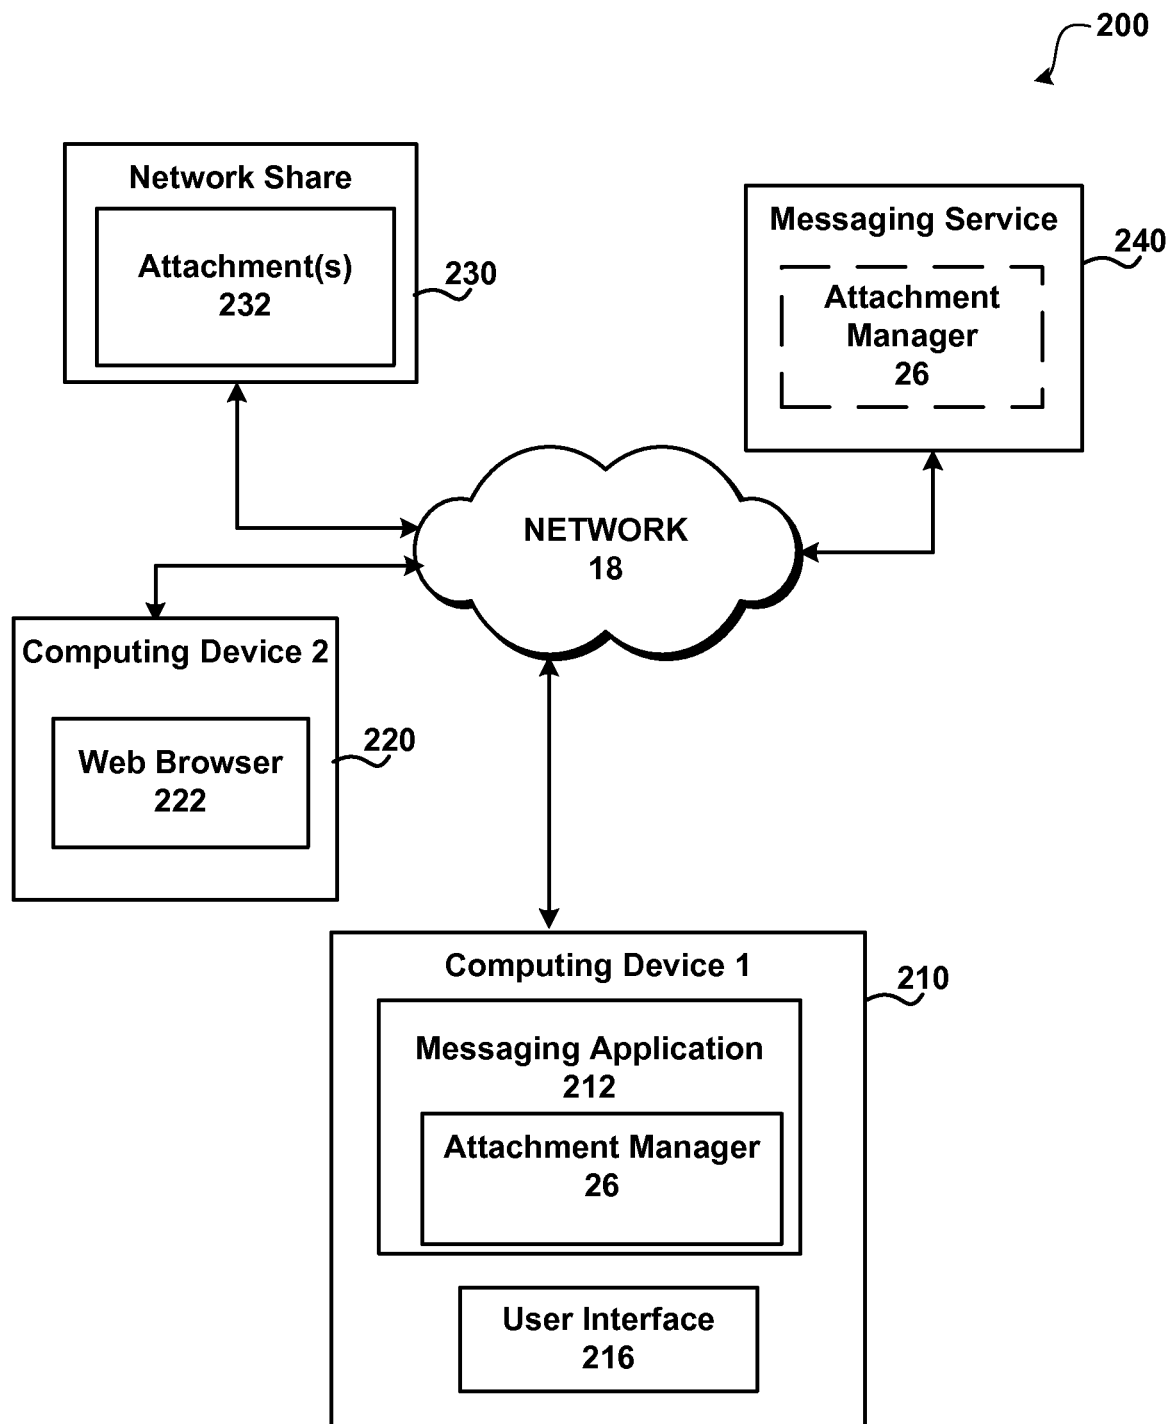 200
Network Share
Attachment(s)
232
230
Messaging Service
Attachment
Manager
26
240
NETWORK
18
Computing Device 2
Web Browser
222
220
Computing Device 1
210
Messaging Application
212
Attachment Manager
26
User Interface
216